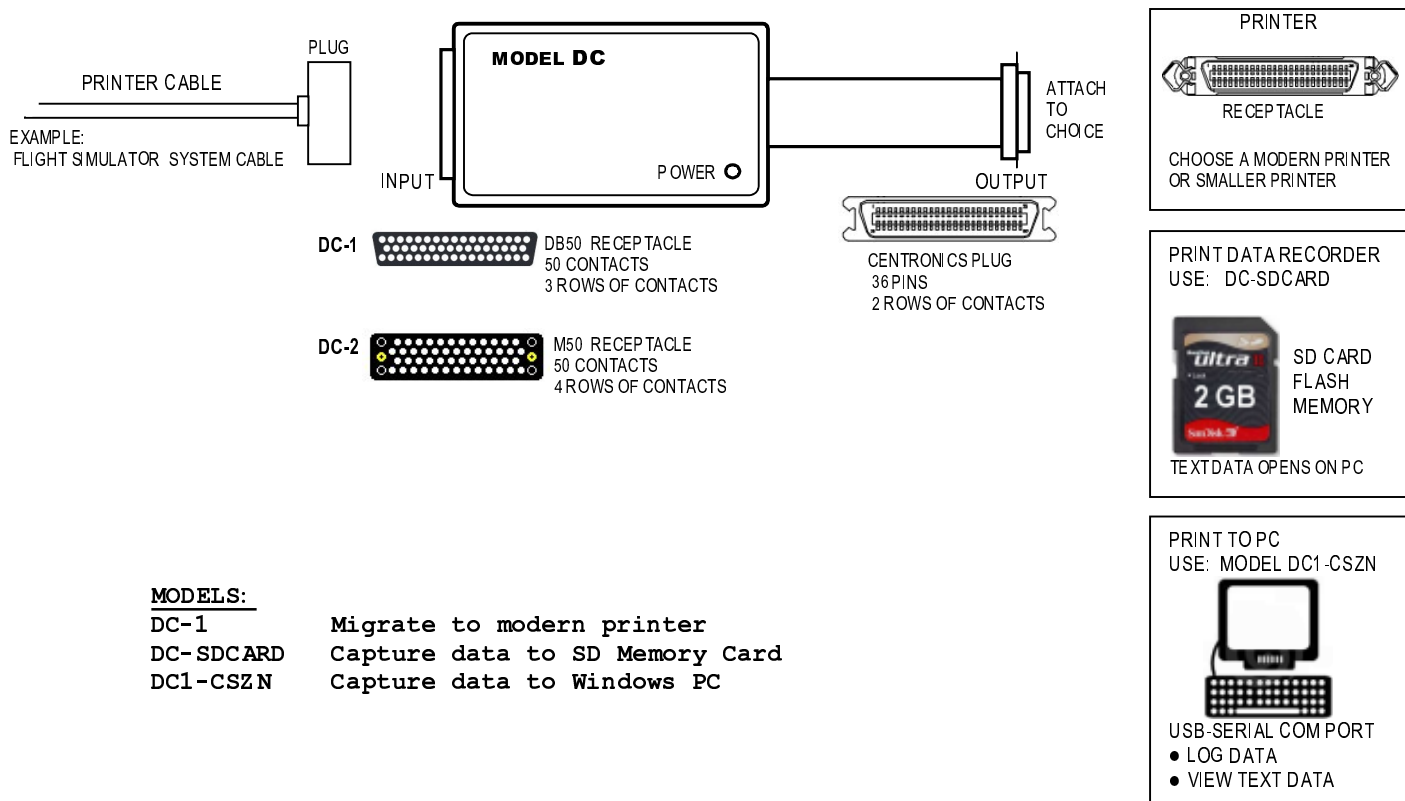 PLUG
PRINTER CABLE
EXAMPLE:
FLIGHT SIMULATOR SYSTEM CABLE
MODEL DC
POWER
INPUT
ATTACH
TO
CHOICE
OUTPUT
DC-1
DB50 RECEPTACLE
50 CONTACTS
3 ROWS OF CONTACTS
DC-2
M50 RECEPTACLE
50 CONTACTS
4 ROWS OF CONTACTS
CENTRONICS PLUG
36 PINS
2 ROWS OF CONTACTS
PRINTER
RECEPTACLE
CHOOSE A MODERN PRINTER
OR SMALLER PRINTER
PRINT DATA RECORDER
USE: DC-SDCARD
ultra II
2 GB
SanDisk
SD CARD
FLASH
MEMORY
TEXT DATA OPENS ON PC
PRINT TO PC
USE: MODEL DC1-CSZN
USB-SERIAL COM PORT
● LOG DATA
● VIEW TEXT DATA
MODELS:
DC-1 Migrate to modern printer
DC-SDCARD Capture data to SD Memory Card
DC1-CSZN Capture data to Windows PC